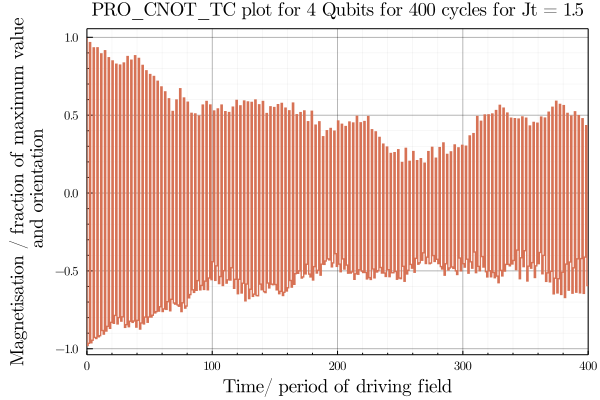 PRO_CNOT_TC plot for 4 Qubits for 400 cycles for Jt = 1.5
Magnetisation / fraction of maximum value
and orientation
1.0
0.5
0.0
−0.5
−1.0
0
100
200
300
400
Time/ period of driving field